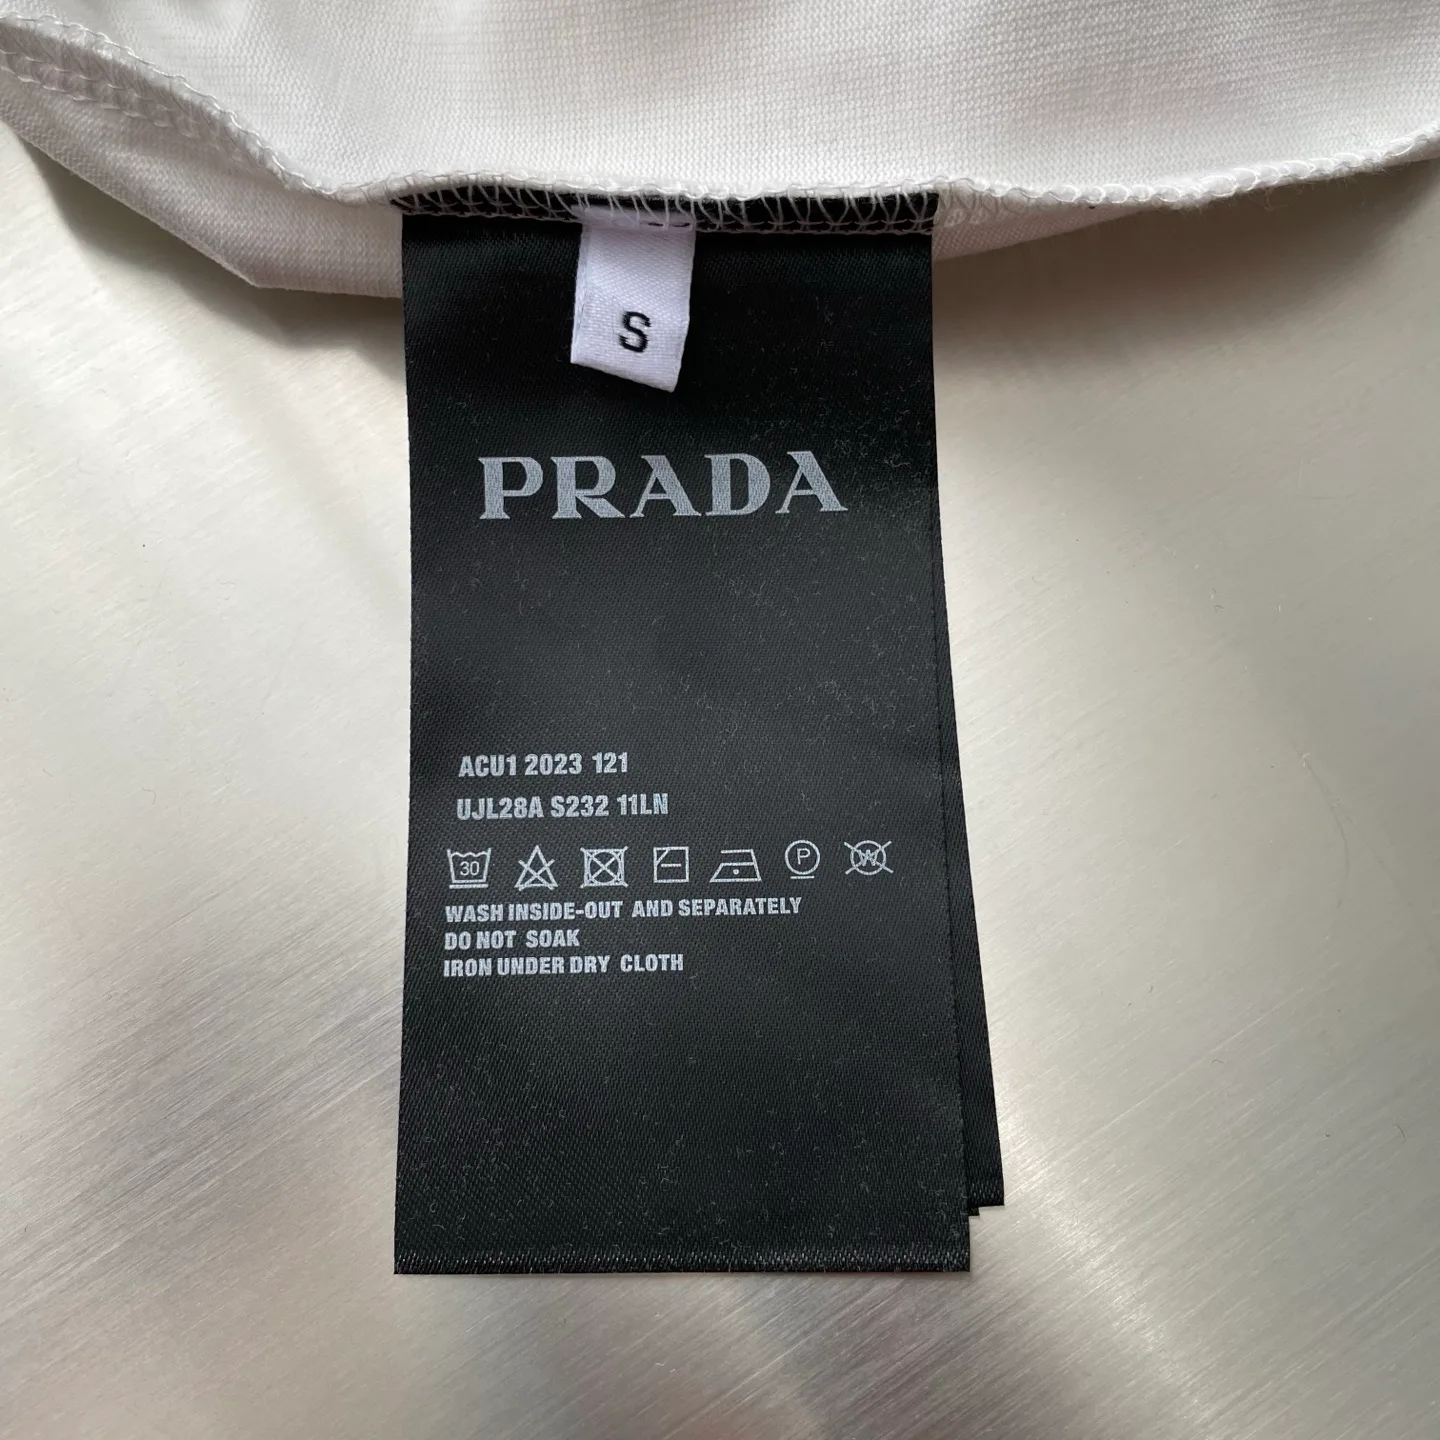 S
PRADA
ACU1 2023 121
UJL28A S232 11LN
30
P
W
WASH INSIDE-OUT AND SEPARATELY
DO NOT SOAK
IRON UNDER DRY CLOTH